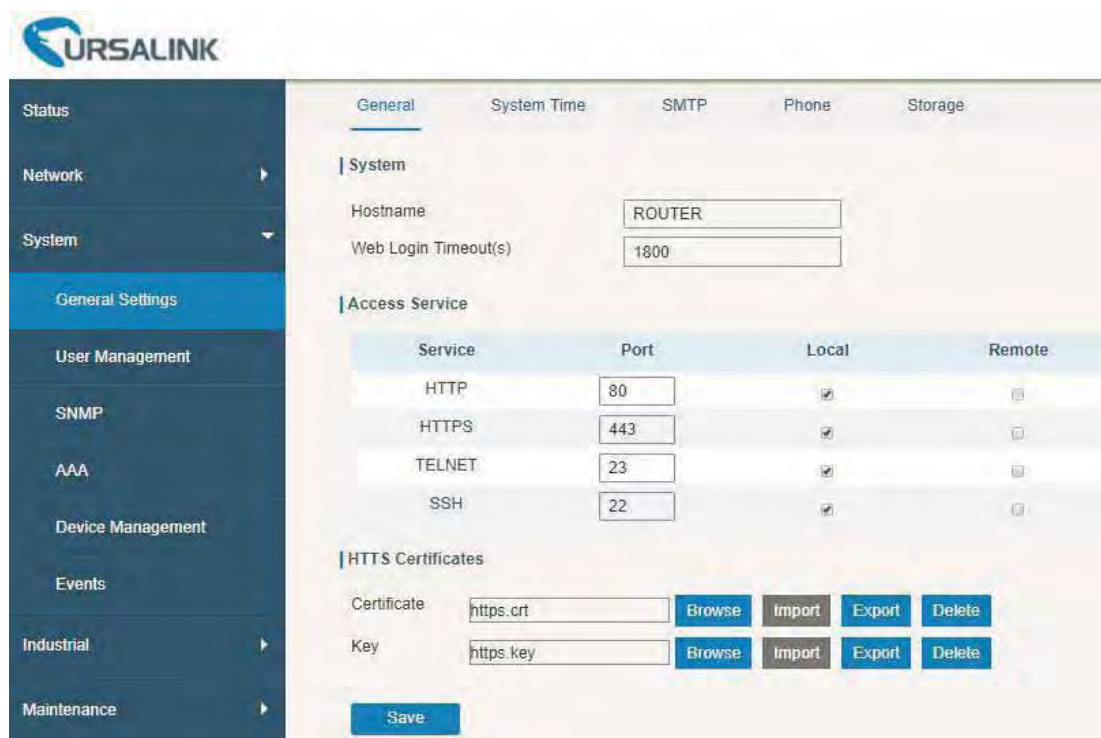 URSALINK
Status
Network
System
General Settings
User Management
SNMP
AAA
Device Management
Events
Industrial
Maintenance
General System Time SMTP Phone Storage
System
Hostname ROUTER
Web Login Timeout(s) 1800
Access Service
Service Port Local Remote
HTTP 80
HTTPS 443
TELNET 23
SSH 22
HTTS Certificates
Certificate https.crt Browse Import Export Delete
Key https.key Browse Import Export Delete
Save